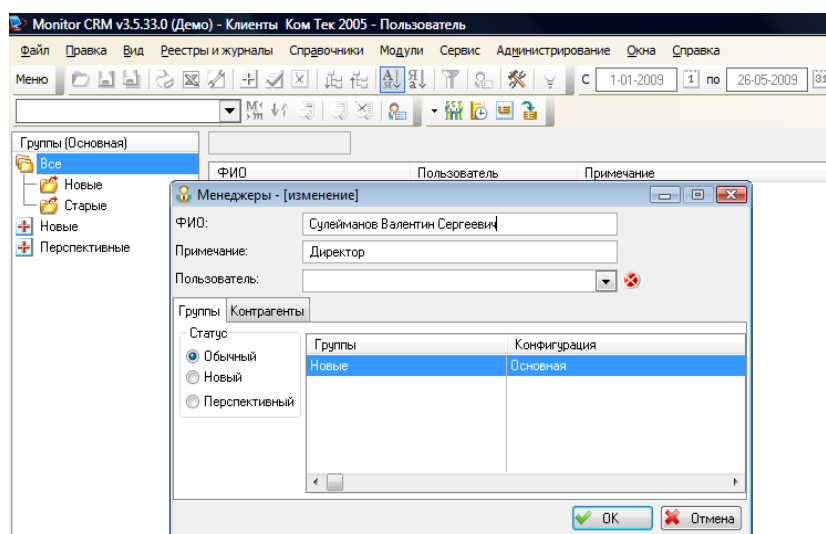 Monitor CRM v3.5.33.0 (Демо) - Клиенты Ком Тек 2005 - Пользователь
Файл Правка Вид Реестры и журналы Справочники Модули Сервис Администрирование Окна Справка
Меню С 1-01-2009 1 по 26-05-2009 31
Группы (Основная)
Все
Новые
Старые
Новые
Перспективные
ФИО Пользователь Примечание
Менеджеры - [изменение]
ФИО: Сулейманов Валентин Сергеевич
Примечание: Директор
Пользователь:
Группы Контрагенты
Статус
Обычный
Новый
Перспективный
Группы Конфигурация
Новые Основная
OK Отмена